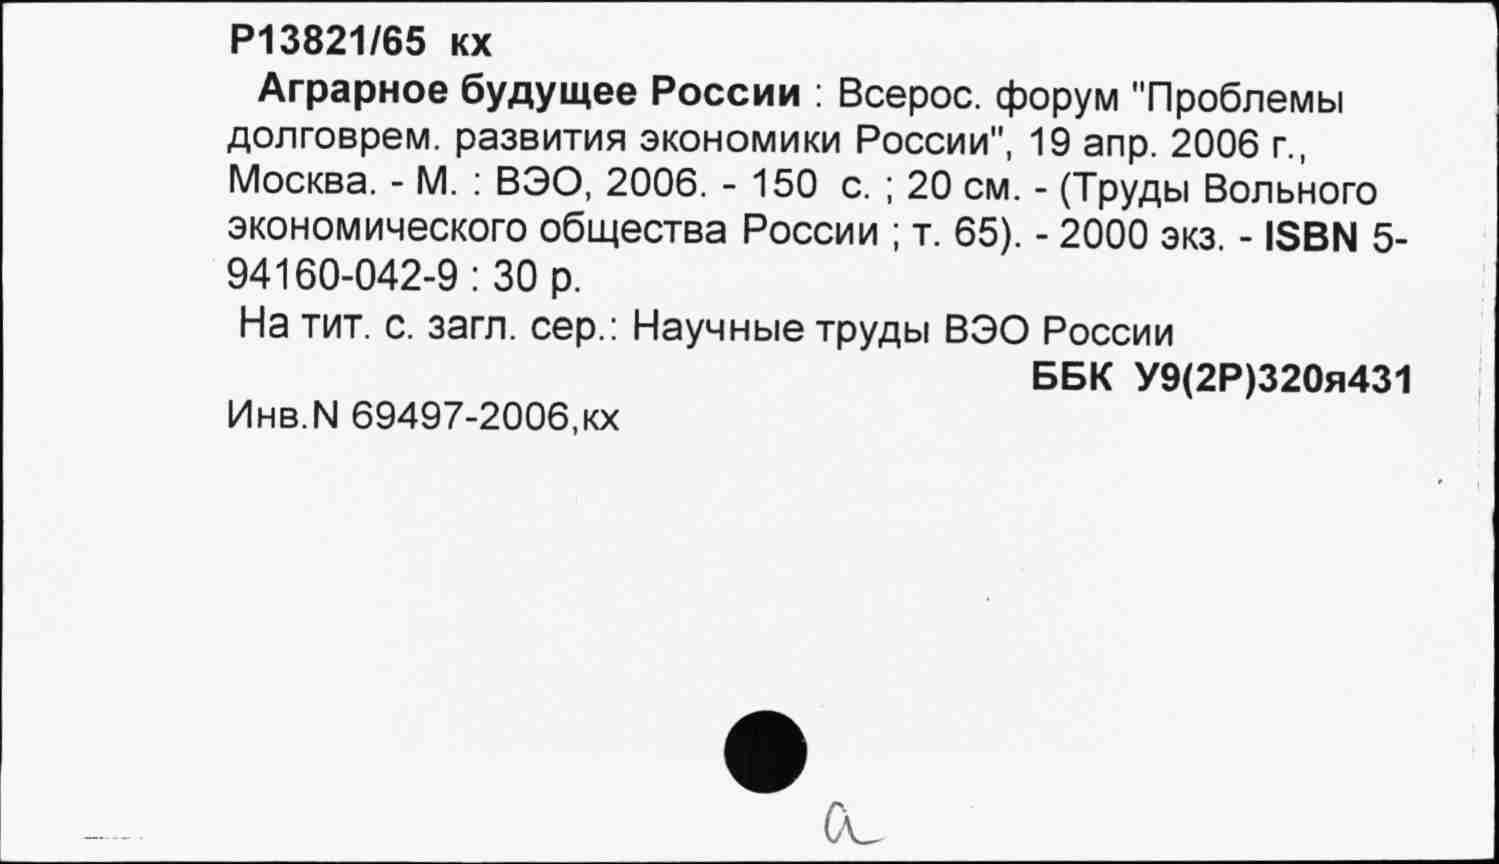 Р13821/65 кх
Аграрное будущее России : Всерос. форум "Проблемы
долговрем. развития экономики России", 19 апр. 2006 г.,
Москва. - М. : ВЭО, 2006. - 150 с. ; 20 см. - (Труды Вольного
экономического общества России ; т. 65). - 2000 экз. - ISBN 5-
94160-042-9 : 30 р.
На тит. с. загл. сер.: Научные труды ВЭО России
ББК У9(2Р)320я431
Инв.N 69497-2006,кх
а